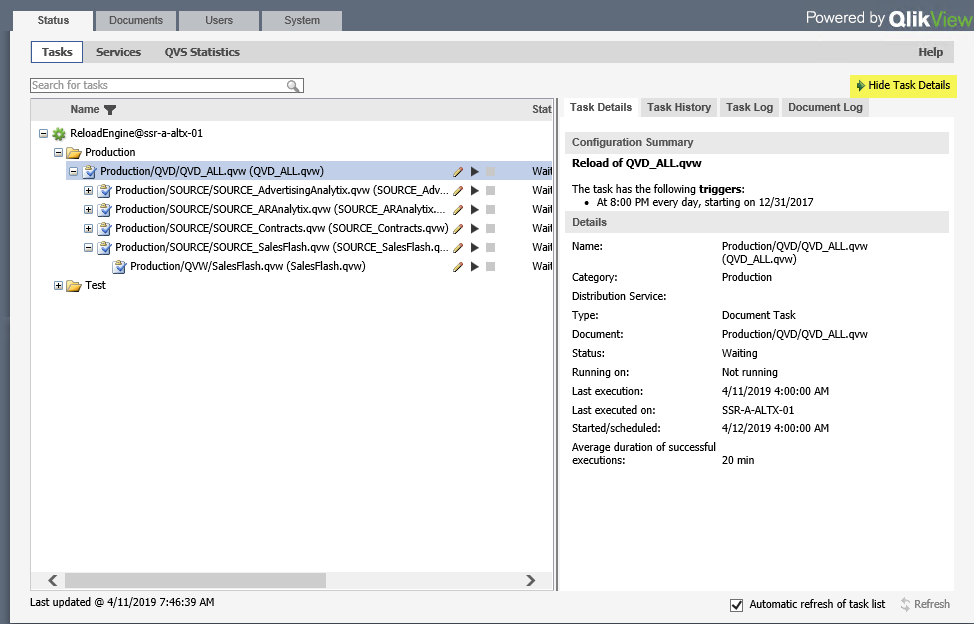 Status
Documents
Users
System
Powered by QlikView
Tasks
Services
QVS Statistics
Help
Search for tasks
Hide Task Details
Name
Stat
ReloadEngine@ssr-a-altx-01
Production
Production/QVD/QVD_ALL.qvw (QVD_ALL.qvw)
Wait
Production/SOURCE/SOURCE_AdvertisingAnalytix.qvw (SOURCE_Adv...
Wait
Production/SOURCE/SOURCE_ARAnalytix.qvw (SOURCE_ARAnalytix....
Wait
Production/SOURCE/SOURCE_Contracts.qvw (SOURCE_Contracts.qvw)
Wait
Production/SOURCE/SOURCE_SalesFlash.qvw (SOURCE_SalesFlash.q...
Wait
Production/QVW/SalesFlash.qvw (SalesFlash.qvw)
Wait
Test
Task Details
Task History
Task Log
Document Log
Configuration Summary
Reload of QVD_ALL.qvw
The task has the following triggers:
• At 8:00 PM every day, starting on 12/31/2017
Details
Name: Production/QVD/QVD_ALL.qvw
(QVD_ALL.qvw)
Category: Production
Distribution Service:
Type: Document Task
Document: Production/QVD/QVD_ALL.qvw
Status: Waiting
Running on: Not running
Last execution: 4/11/2019 4:00:00 AM
Last executed on: SSR-A-ALTX-01
Started/scheduled: 4/12/2019 4:00:00 AM
Average duration of successful
executions: 20 min
Last updated @ 4/11/2019 7:46:39 AM
Automatic refresh of task list
Refresh